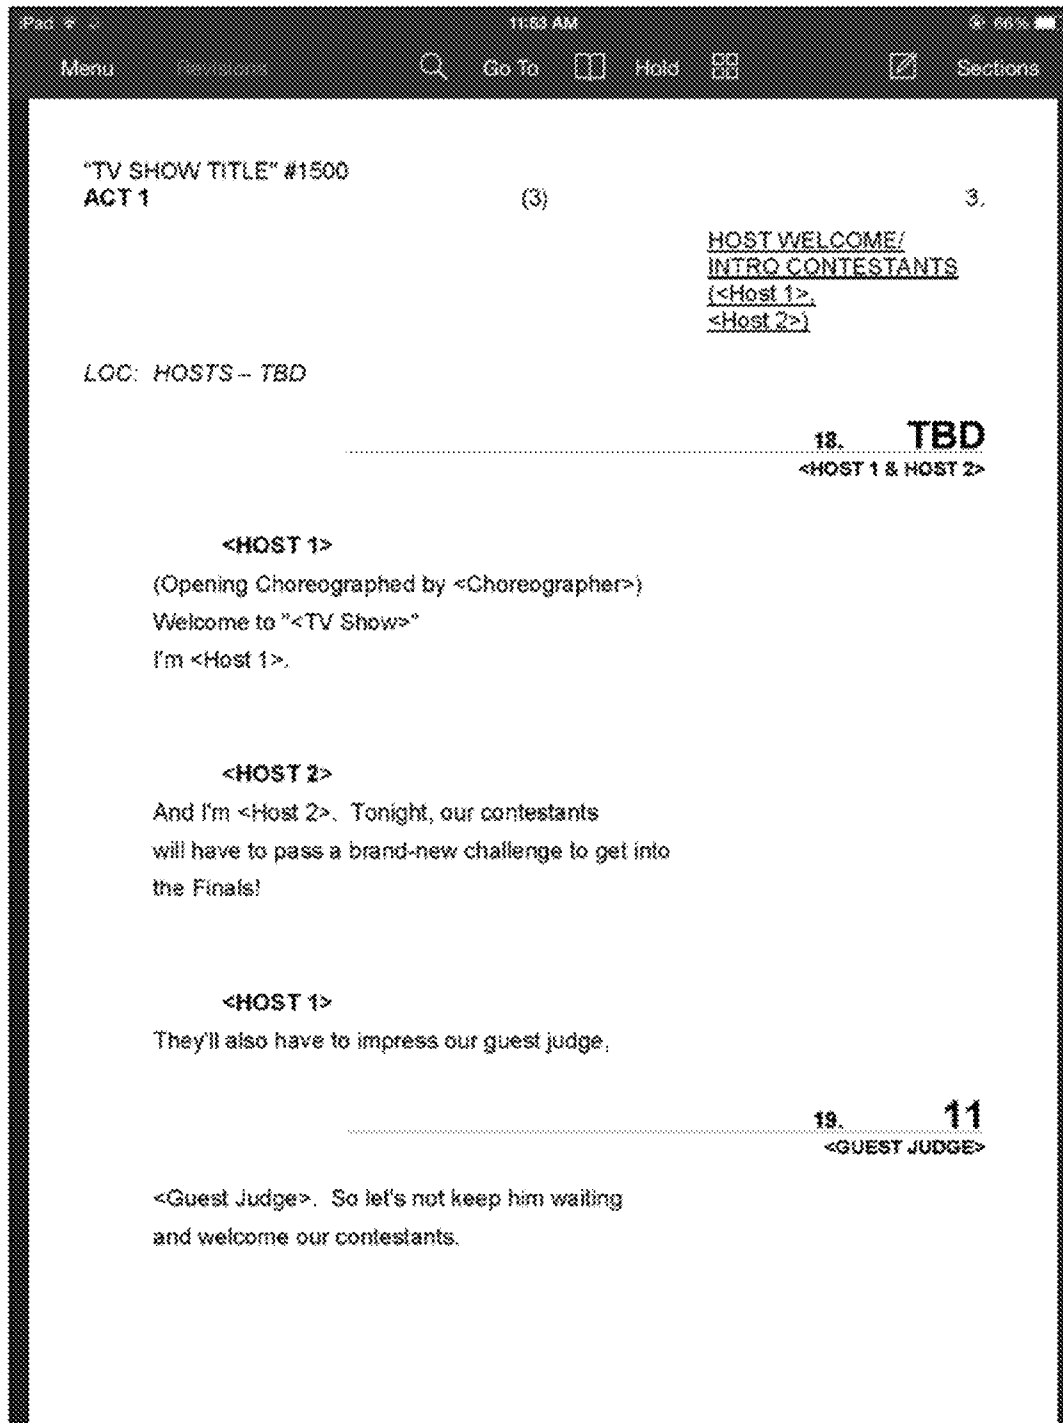 iPad 11:53 AM 66%
Menu Revisions Go To Hold Sections
"TV SHOW TITLE" #1500
ACT 1 (3) 3.
HOST WELCOME/
INTRO CONTESTANTS
(<Host 1>,
<Host 2>)
LOC: HOSTS – TBD
18. TBD
<HOST 1 & HOST 2>
<HOST 1>
(Opening Choreographed by <Choreographer>)
Welcome to "<TV Show>"
I'm <Host 1>.
<HOST 2>
And I'm <Host 2>. Tonight, our contestants
will have to pass a brand-new challenge to get into
the Finals!
<HOST 1>
They'll also have to impress our guest judge,
19. 11
<GUEST JUDGE>
<Guest Judge>. So let's not keep him waiting
and welcome our contestants.